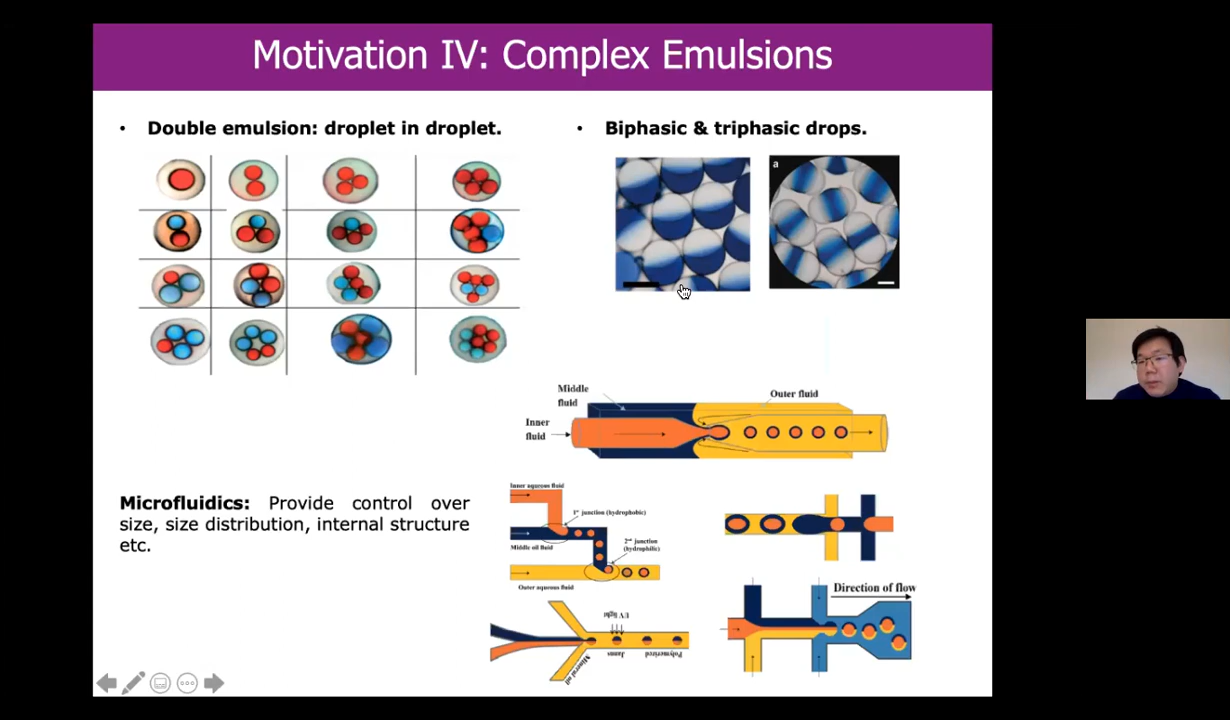 Motivation IV: Complex Emulsions
• Double emulsion: droplet in droplet.
• Biphasic & triphasic drops.
a
Middle
fluid
Outer fluid
Inner
fluid
Microfluidics: Provide control over
size, size distribution, internal structure
etc.
Inner aqueous fluid
1st junction (hydrophobic)
Middle oil fluid
2nd junction
(hydrophilic)
Outer aqueous fluid
UV light
Janus
Polymerized
Mineral oil
Direction of flow